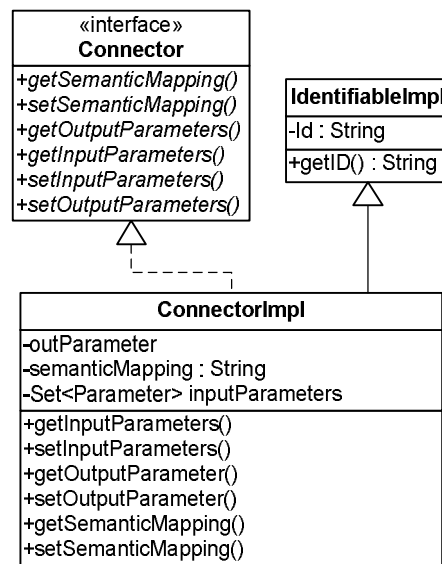 «interface»
Connector
+getSemanticMapping()
+setSemanticMapping()
+getOutputParameters()
+getInputParameters()
+setInputParameters()
+setOutputParameters()
IdentifiableImpl
-Id : String
+getID() : String
ConnectorImpl
-outParameter
-semanticMapping : String
-Set<Parameter> inputParameters
+getInputParameters()
+setInputParameters()
+getOutputParameter()
+setOutputParameter()
+getSemanticMapping()
+setSemanticMapping()